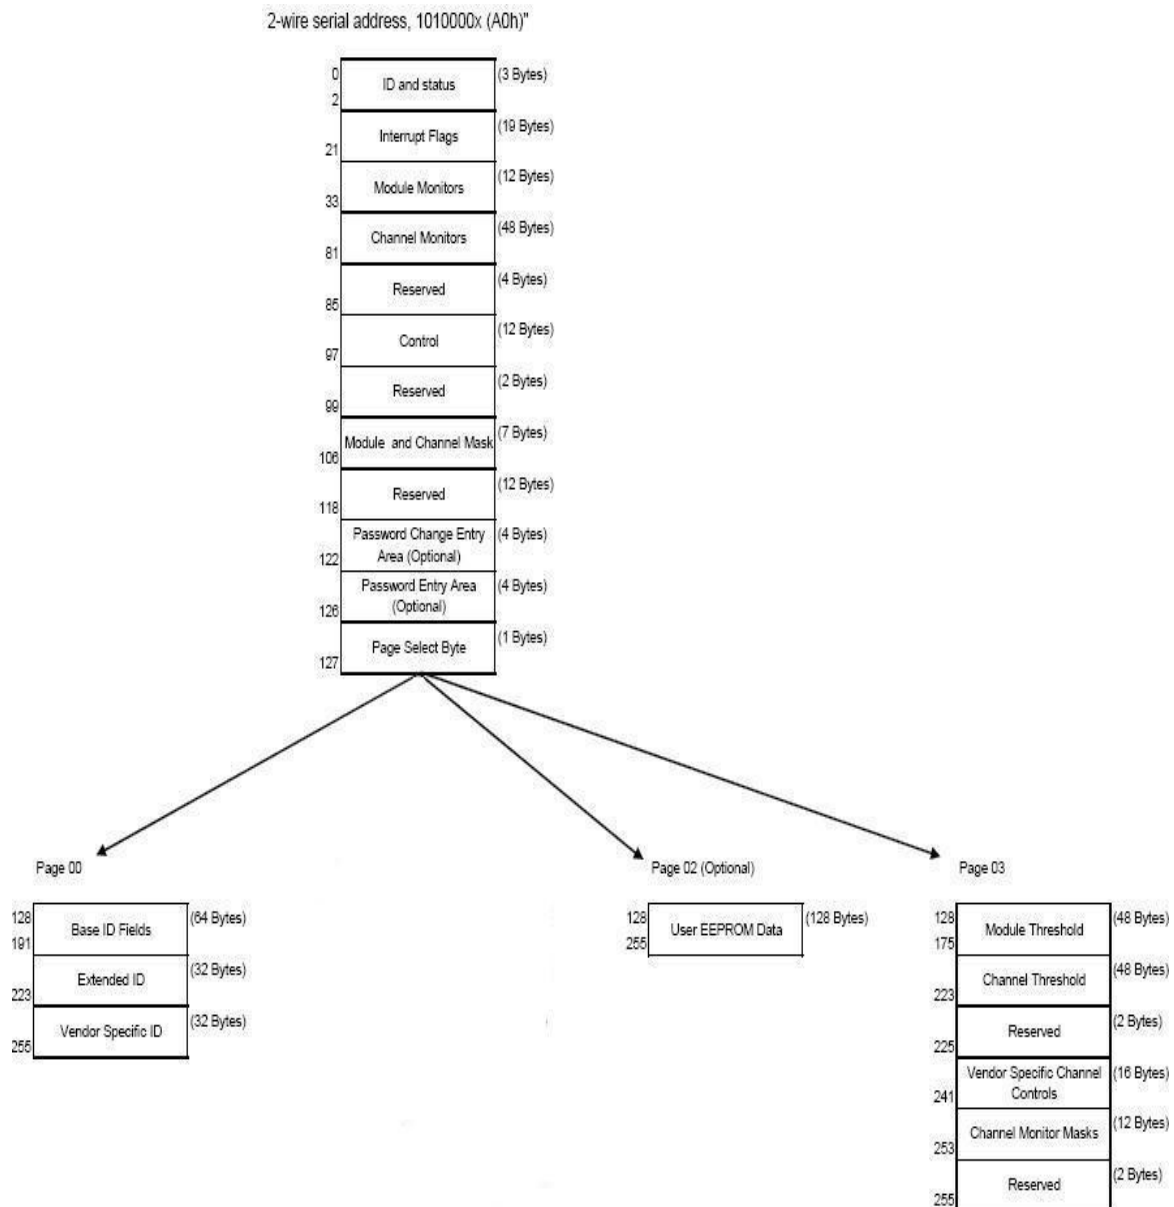 2-wire serial address, 1010000x (A0h)"
0
2
ID and status
(3 Bytes)
21
Interrupt Flags
(19 Bytes)
33
Module Monitors
(12 Bytes)
81
Channel Monitors
(48 Bytes)
85
Reserved
(4 Bytes)
97
Control
(12 Bytes)
99
Reserved
(2 Bytes)
106
Module and Channel Mask
(7 Bytes)
118
Reserved
(12 Bytes)
122
Password Change Entry
Area (Optional)
(4 Bytes)
126
Password Entry Area
(Optional)
(4 Bytes)
127
Page Select Byte
(1 Bytes)
Page 00
128
191
Base ID Fields
(64 Bytes)
223
Extended ID
(32 Bytes)
255
Vendor Specific ID
(32 Bytes)
Page 02 (Optional)
128
255
User EEPROM Data
(128 Bytes)
Page 03
128
175
Module Threshold
(48 Bytes)
223
Channel Threshold
(48 Bytes)
225
Reserved
(2 Bytes)
241
Vendor Specific Channel
Controls
(16 Bytes)
253
Channel Monitor Masks
(12 Bytes)
255
Reserved
(2 Bytes)